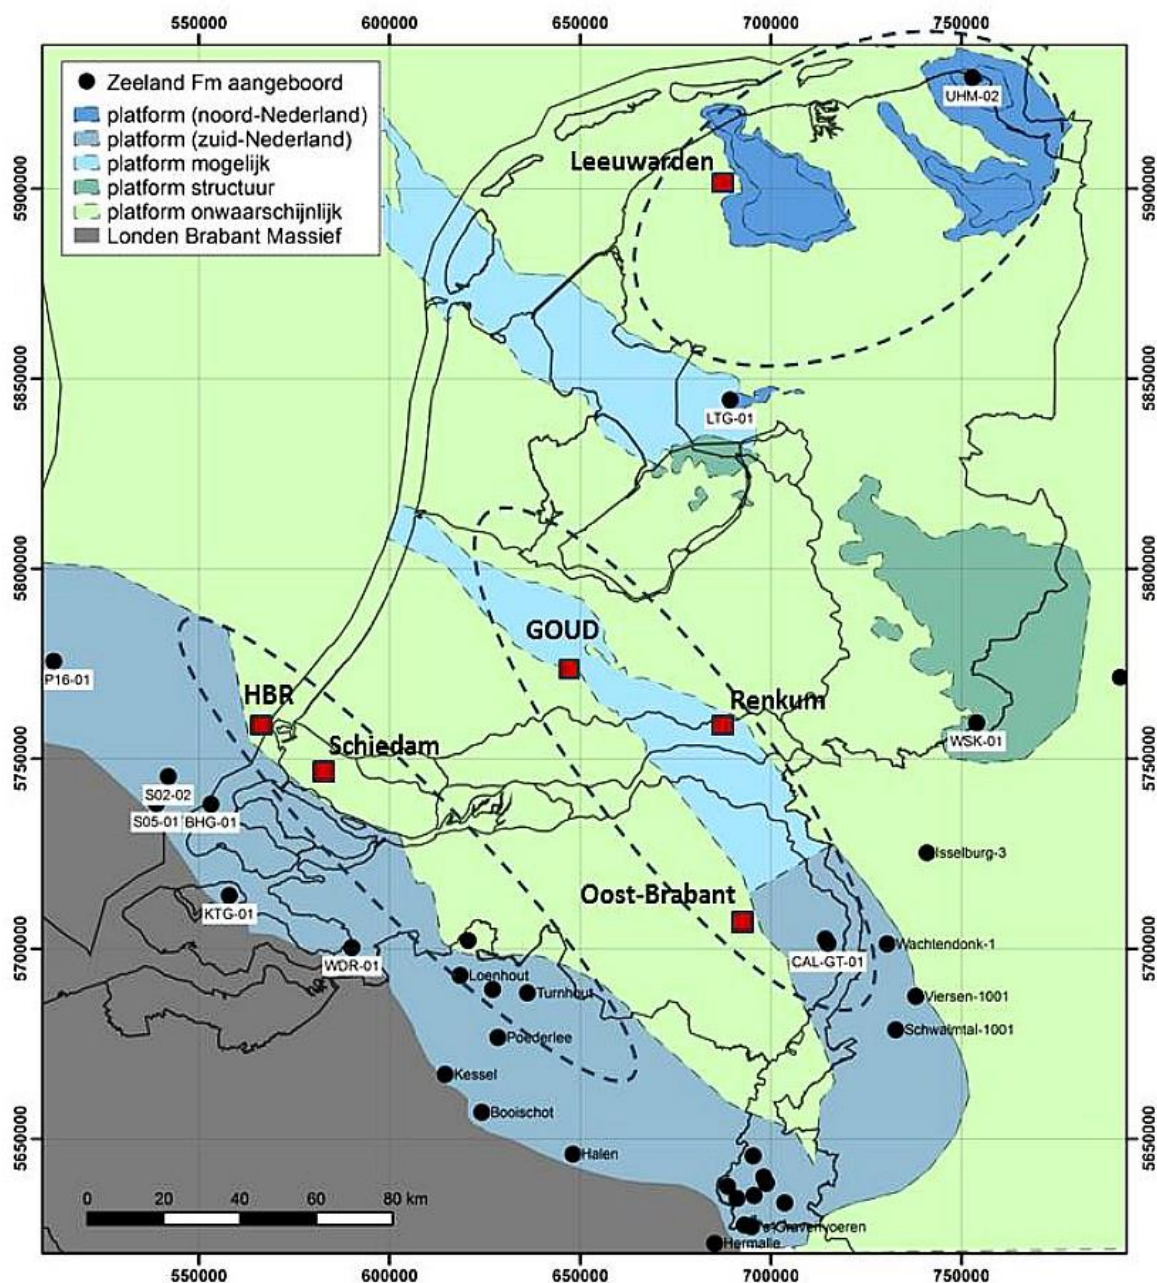 550000 600000 650000 700000 750000
Zeeland Fm aangeboord
platform (noord-Nederland)
platform (zuid-Nederland)
platform mogelijk
platform structuur
platform onwaarschijnlijk
Londen Brabant Massief
UHM-02
Leeuwarden
5900000 5900000
5850000 5850000
LTG-01
5800000 5800000
GOUD
P16-01
HBR
Renkum
Schiedam
WSK-01
5750000 5750000
S02-02
S05-01 BHG-01
Isselburg-3
Oost-Brabant
KTG-01
5700000 5700000
Wachtendonk-1
CAL-GT-01
WDR-01
Loenhout
Turnhout
Viersen-1001
Schwalmtal-1001
Poederlee
Kessel
Booischot
5650000 5650000
Halen
0 20 40 60 80 km
's Gravenvoeren
Hermalle
550000 600000 650000 700000 750000